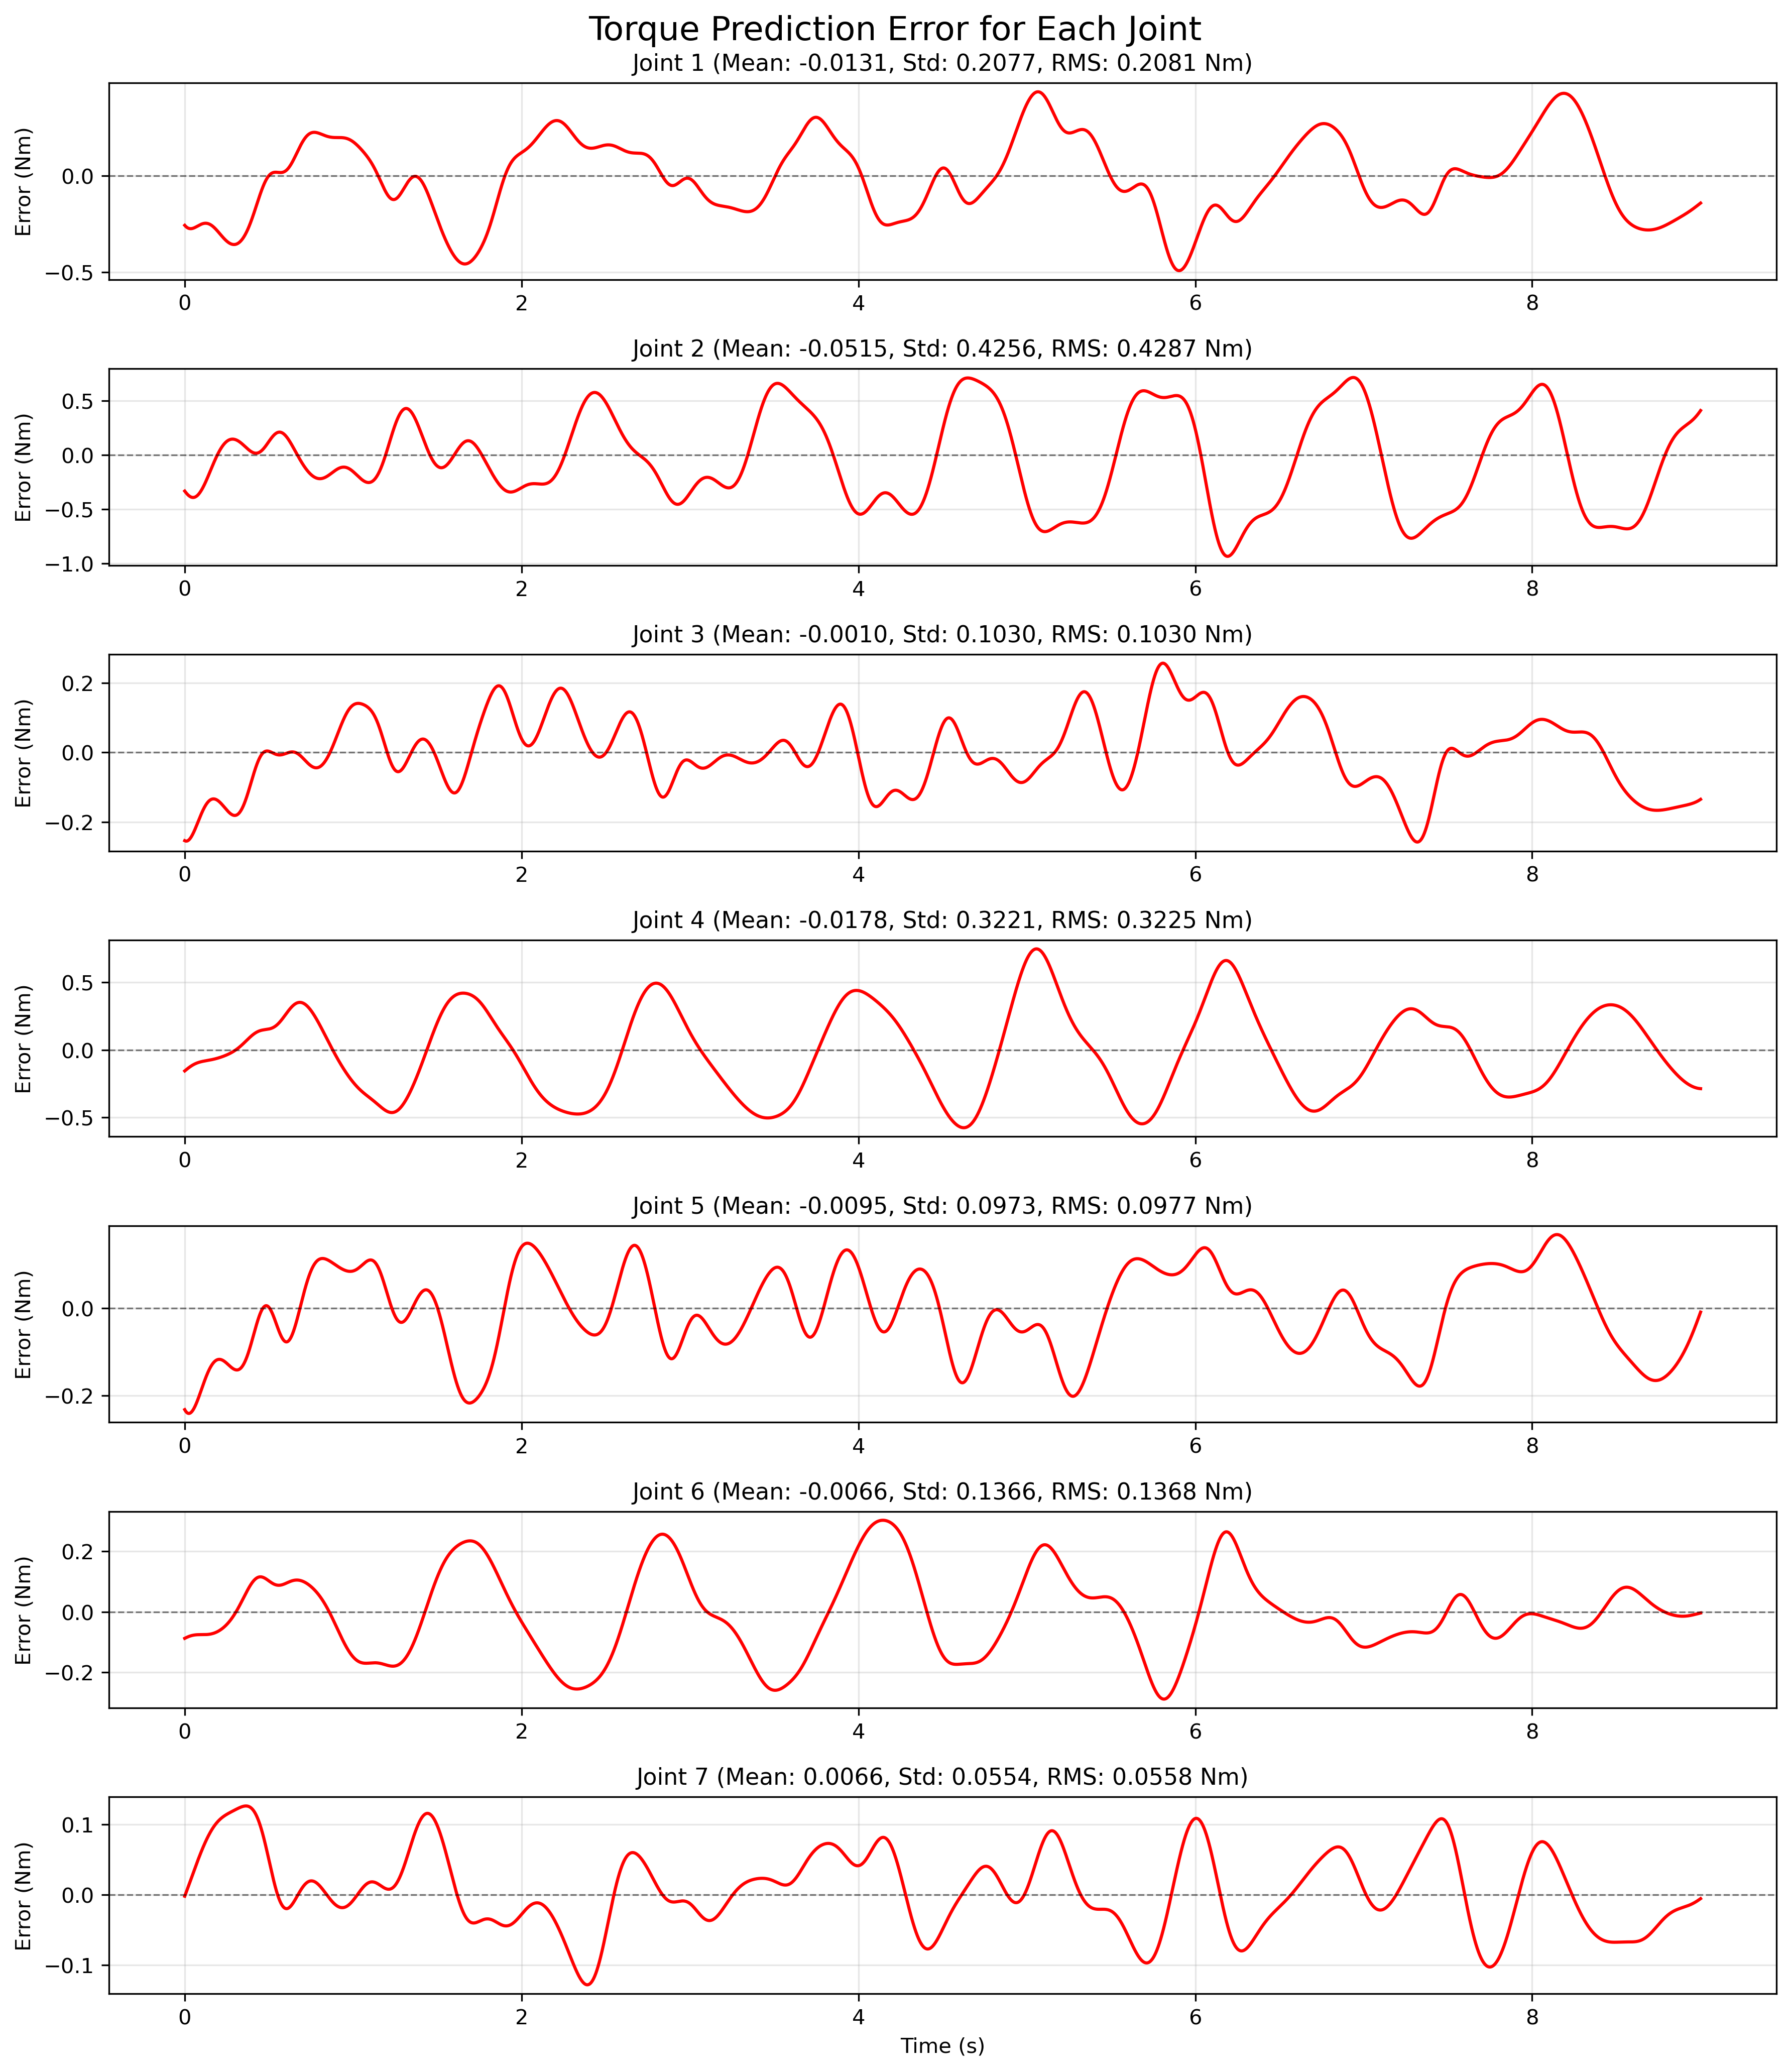 Torque Prediction Error for Each Joint
Joint 1 (Mean: -0.0131, Std: 0.2077, RMS: 0.2081 Nm)
Error (Nm)
0.0
−0.5
0 2 4 6 8
Joint 2 (Mean: -0.0515, Std: 0.4256, RMS: 0.4287 Nm)
Error (Nm)
0.5
0.0
−0.5
−1.0
0 2 4 6 8
Joint 3 (Mean: -0.0010, Std: 0.1030, RMS: 0.1030 Nm)
Error (Nm)
0.2
0.0
−0.2
0 2 4 6 8
Joint 4 (Mean: -0.0178, Std: 0.3221, RMS: 0.3225 Nm)
Error (Nm)
0.5
0.0
−0.5
0 2 4 6 8
Joint 5 (Mean: -0.0095, Std: 0.0973, RMS: 0.0977 Nm)
Error (Nm)
0.0
−0.2
0 2 4 6 8
Joint 6 (Mean: -0.0066, Std: 0.1366, RMS: 0.1368 Nm)
Error (Nm)
0.2
0.0
−0.2
0 2 4 6 8
Joint 7 (Mean: 0.0066, Std: 0.0554, RMS: 0.0558 Nm)
Error (Nm)
0.1
0.0
−0.1
0 2 4 6 8
Time (s)